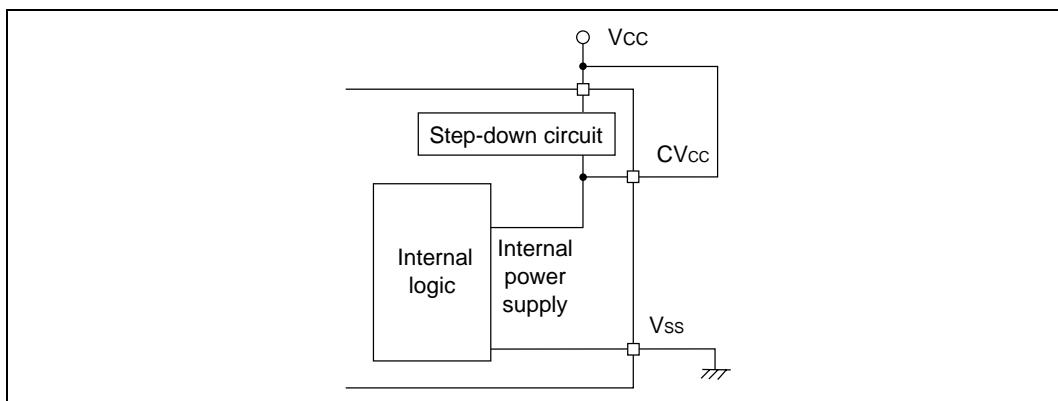 Vcc
Step-down circuit
CVcc
Internal
logic
Internal
power
supply
Vss